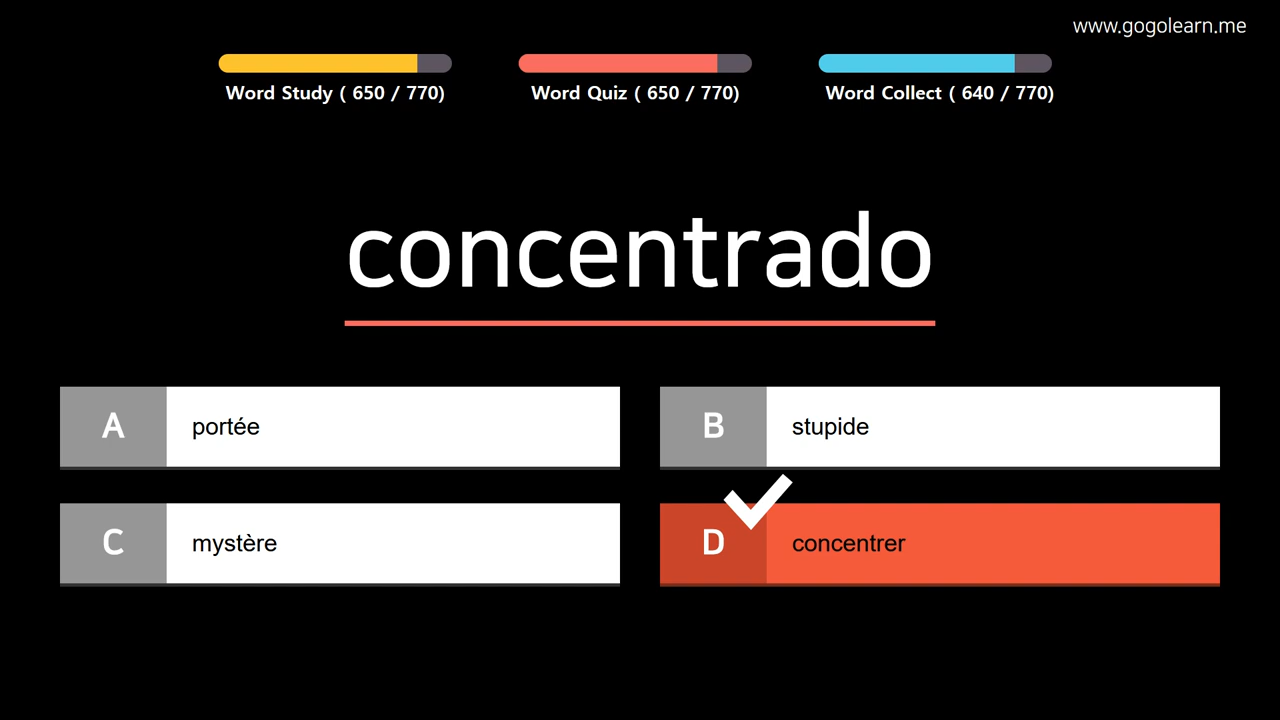 www.gogolearn.me
Word Study ( 650 / 770)
Word Quiz ( 650 / 770)
Word Collect ( 640 / 770)
concentrado
A portée
B stupide
C mystère
D concentrer